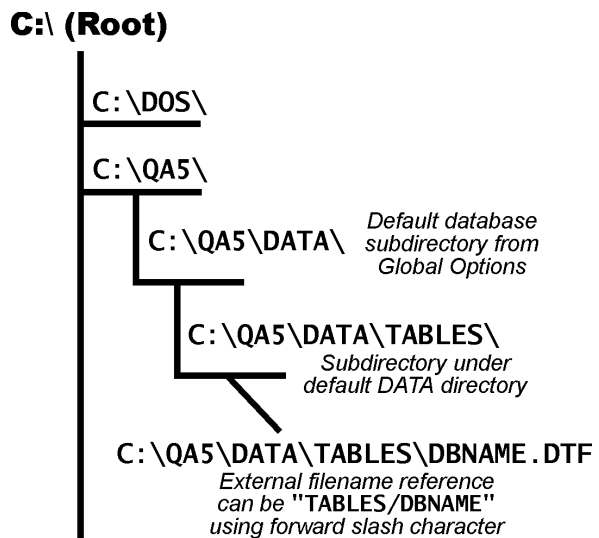 C:\ (Root)
C:\DOS\
C:\QA5\
C:\QA5\DATA\
Default database
subdirectory from
Global Options
C:\QA5\DATA\TABLES\
Subdirectory under
default DATA directory
C:\QA5\DATA\TABLES\DBNAME.DTF
External filename reference
can be "TABLES/DBNAME"
using forward slash character